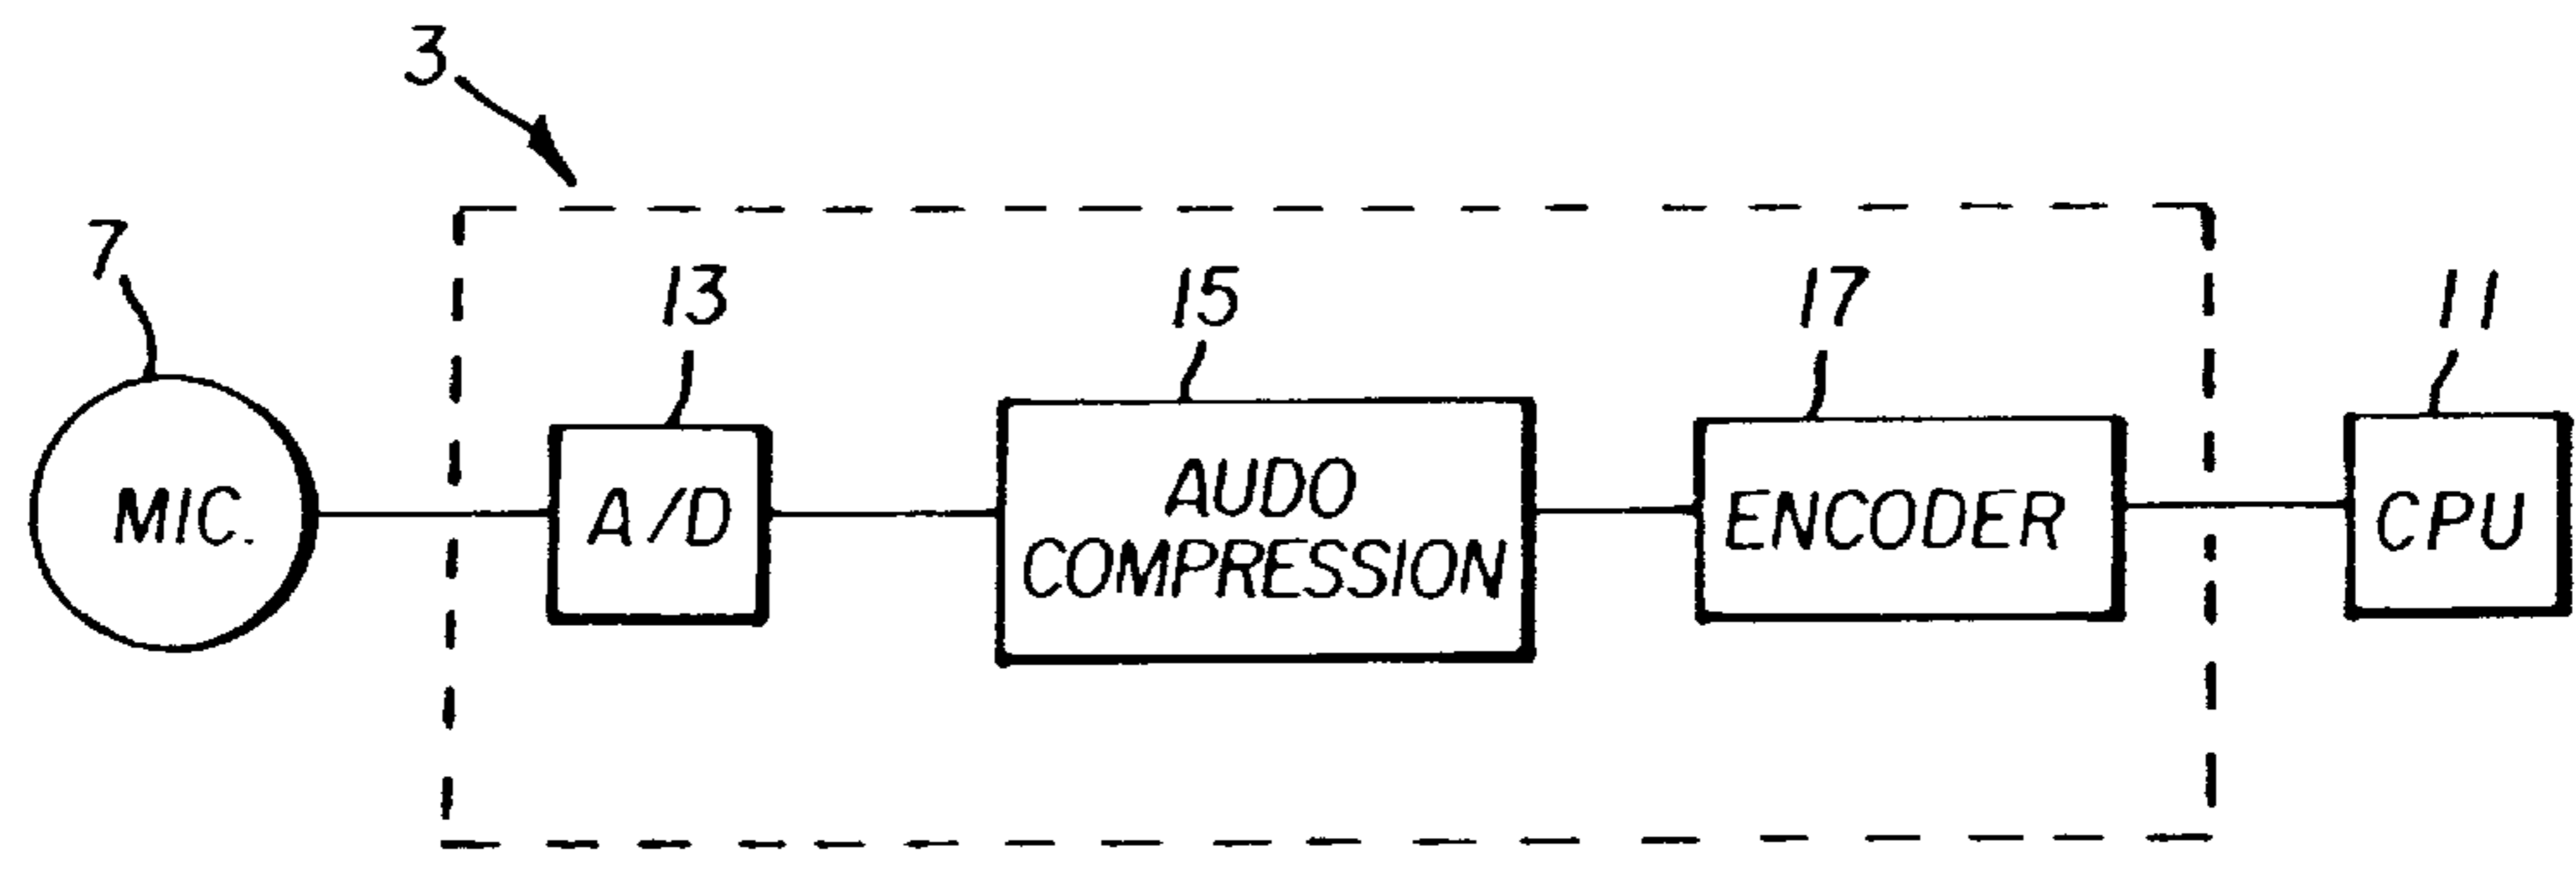 3
7
13
15
17
11
MIC.
A/D
AUDO
COMPRESSION
ENCODER
CPU